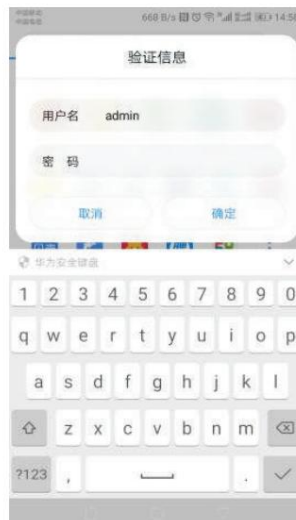 668 B/s 14:58
验证信息
用户名 admin
密 码
取消 确定
华为安全键盘
1 2 3 4 5 6 7 8 9 0
q w e r t y u i o p
a s d f g h j k l
z x c v b n m
?123 , .